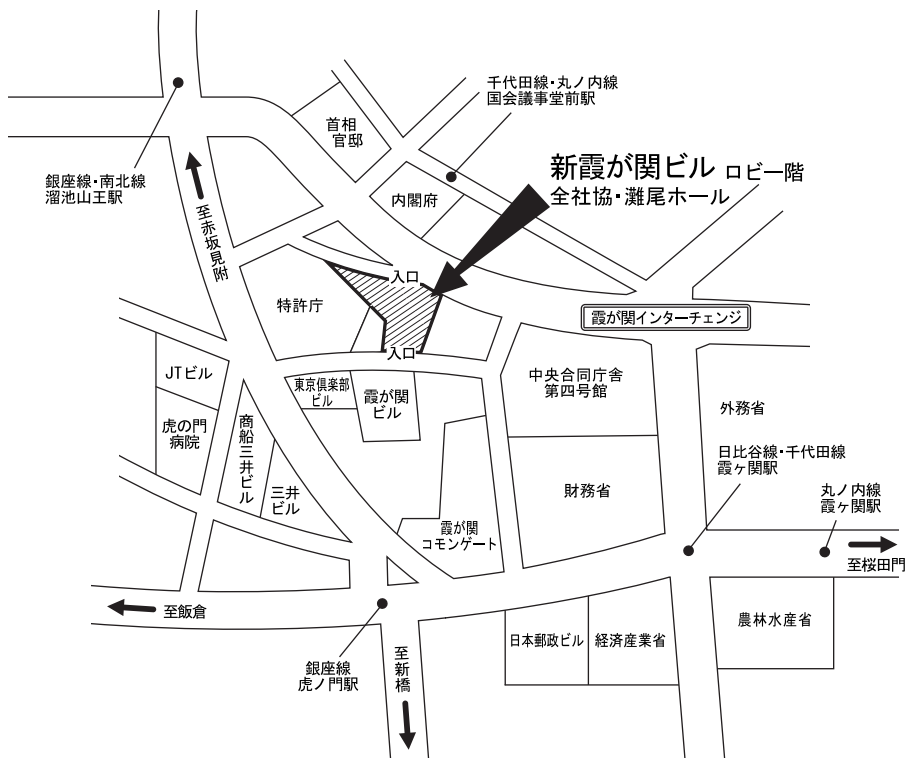 千代田線・丸ノ内線
国会議事堂前駅
首相
官邸
新霞が関ビル ロビー階
全社協・灘尾ホール
銀座線・南北線
溜池山王駅
内閣府
至赤坂見附
入口
特許庁
霞が関インターチェンジ
入口
JTビル
東京倶楽部
ビル
霞が関
ビル
中央合同庁舎
第四号館
外務省
虎の門
病院
商船三井ビル
三井
ビル
日比谷線・千代田線
霞ヶ関駅
財務省
丸ノ内線
霞ヶ関駅
霞が関
コモンゲート
至桜田門
至飯倉
農林水産省
日本郵政ビル
経済産業省
銀座線
虎ノ門駅
至新橋